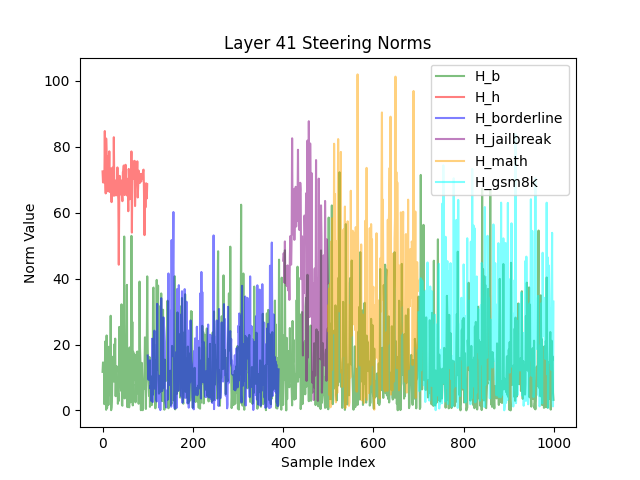 Layer 41 Steering Norms
H_b
H_h
H_borderline
H_jailbreak
H_math
H_gsm8k
Norm Value
100
80
60
40
20
0
0 200 400 600 800 1000
Sample Index